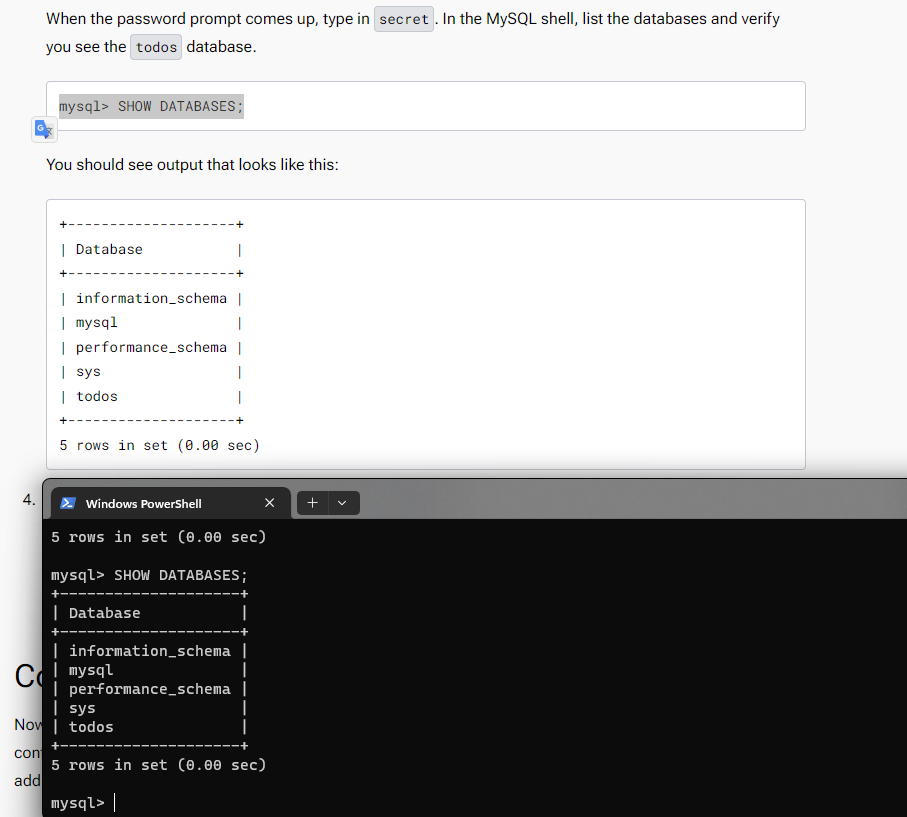 When the password prompt comes up, type in secret. In the MySQL shell, list the databases and verify
you see the todos database.
mysql> SHOW DATABASES;
You should see output that looks like this:
+--------------------+
| Database           |
+--------------------+
| information_schema |
| mysql              |
| performance_schema |
| sys                |
| todos              |
+--------------------+
5 rows in set (0.00 sec)
4.
Windows PowerShell
5 rows in set (0.00 sec)
mysql> SHOW DATABASES;
+--------------------+
| Database           |
+--------------------+
| information_schema |
| mysql              |
| performance_schema |
| sys                |
| todos              |
+--------------------+
5 rows in set (0.00 sec)
mysql>
Now
con
add